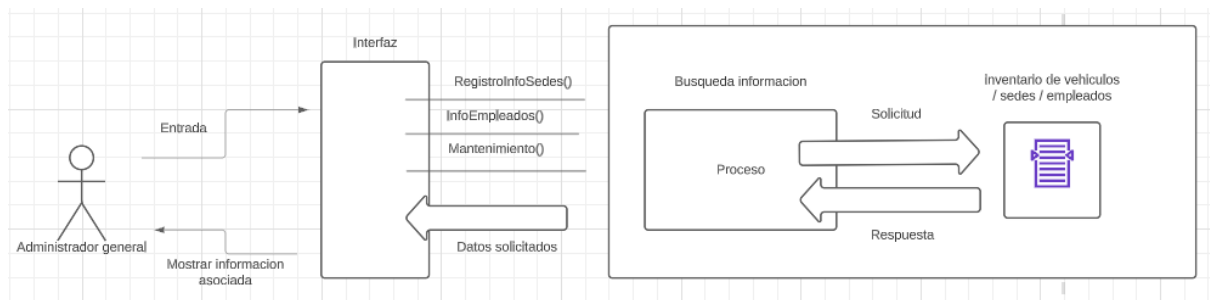 Interfaz
RegistroInfoSedes()
InfoEmpleados()
Mantenimiento()
Entrada
Administrador general
Mostrar informacion
asociada
Datos solicitados
Busqueda informacion
Proceso
Solicitud
Respuesta
inventario de vehiculos
/ sedes / empleados